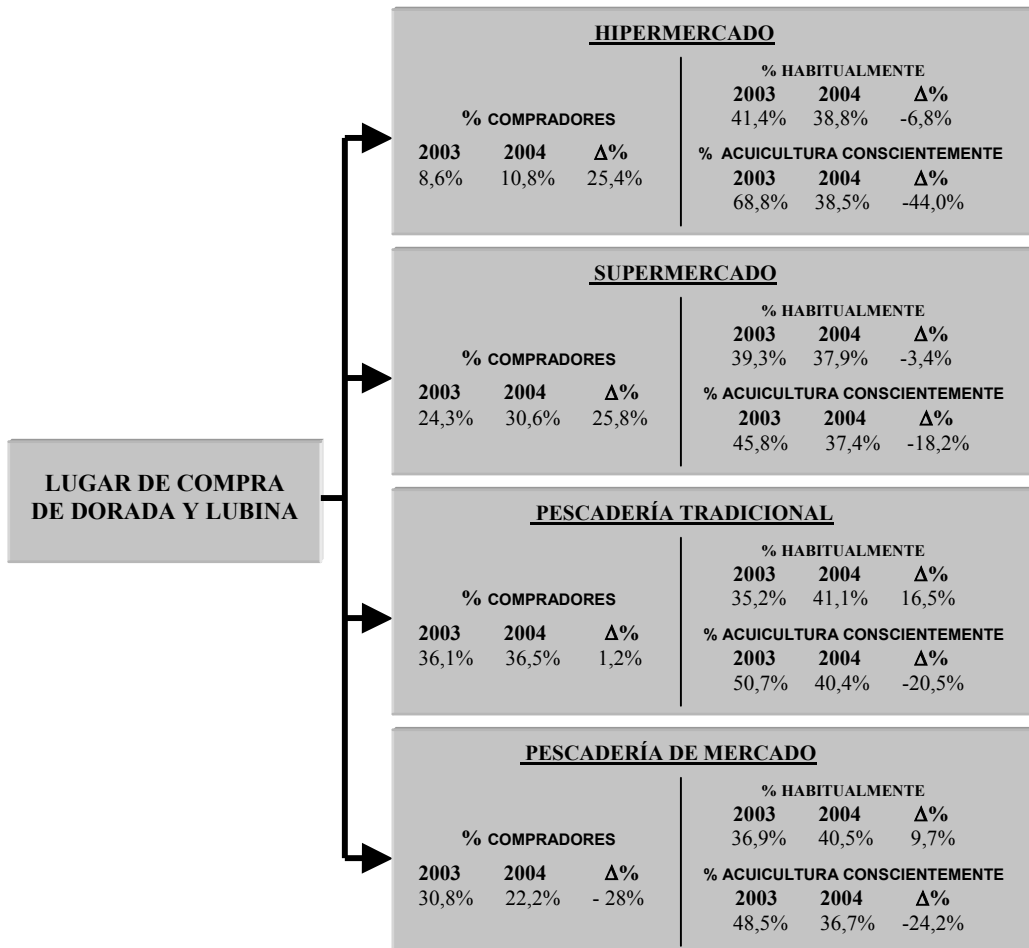 LUGAR DE COMPRA
DE DORADA Y LUBINA
HIPERMERCADO
% COMPRADORES
2003 2004 Δ%
8,6% 10,8% 25,4%
% HABITUALMENTE
2003 2004 Δ%
41,4% 38,8% -6,8%
% ACUICULTURA CONSCIENTEMENTE
2003 2004 Δ%
68,8% 38,5% -44,0%
SUPERMERCADO
% COMPRADORES
2003 2004 Δ%
24,3% 30,6% 25,8%
% HABITUALMENTE
2003 2004 Δ%
39,3% 37,9% -3,4%
% ACUICULTURA CONSCIENTEMENTE
2003 2004 Δ%
45,8% 37,4% -18,2%
PESCADERÍA TRADICIONAL
% COMPRADORES
2003 2004 Δ%
36,1% 36,5% 1,2%
% HABITUALMENTE
2003 2004 Δ%
35,2% 41,1% 16,5%
% ACUICULTURA CONSCIENTEMENTE
2003 2004 Δ%
50,7% 40,4% -20,5%
PESCADERÍA DE MERCADO
% COMPRADORES
2003 2004 Δ%
30,8% 22,2% - 28%
% HABITUALMENTE
2003 2004 Δ%
36,9% 40,5% 9,7%
% ACUICULTURA CONSCIENTEMENTE
2003 2004 Δ%
48,5% 36,7% -24,2%